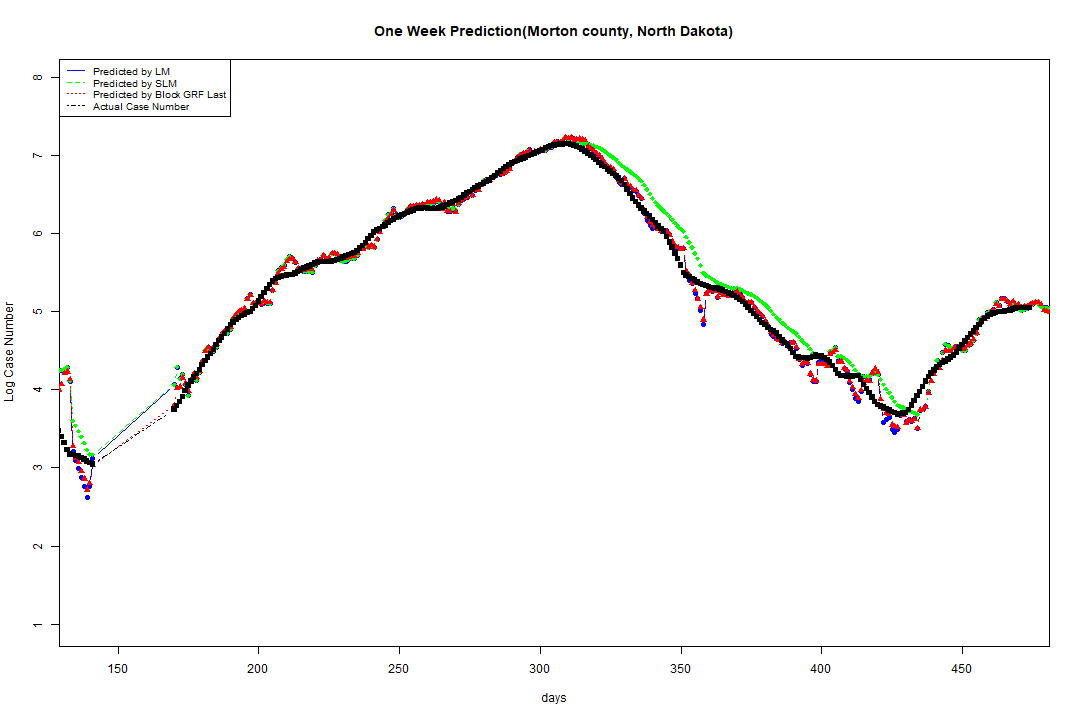 One Week Prediction(Morton county, North Dakota)
Predicted by LM
Predicted by SLM
Predicted by Block GRF Last
Actual Case Number
8
7
6
5
4
3
2
1
Log Case Number
150 200 250 300 350 400 450
days